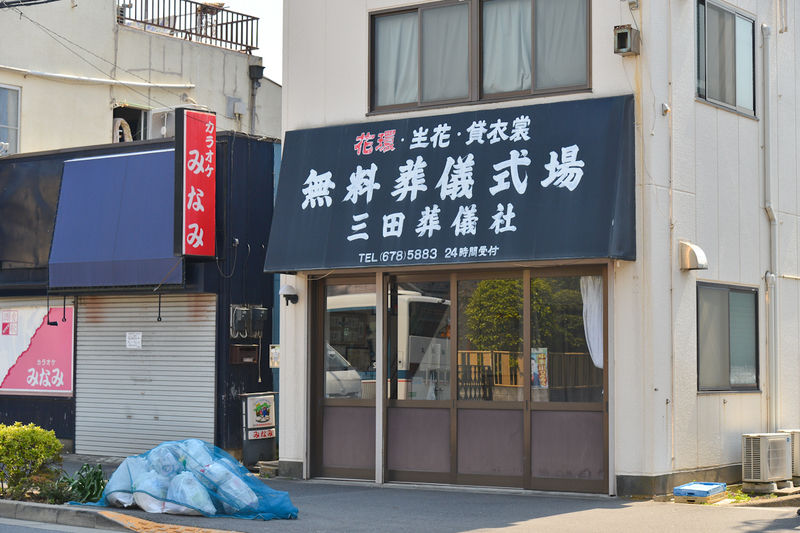 カラオケ
みなみ
花環・生花・貸衣裳
無料葬儀式場
三田葬儀社
TEL(678)5883 24時間受付
カラオケ
みなみ
みなみ